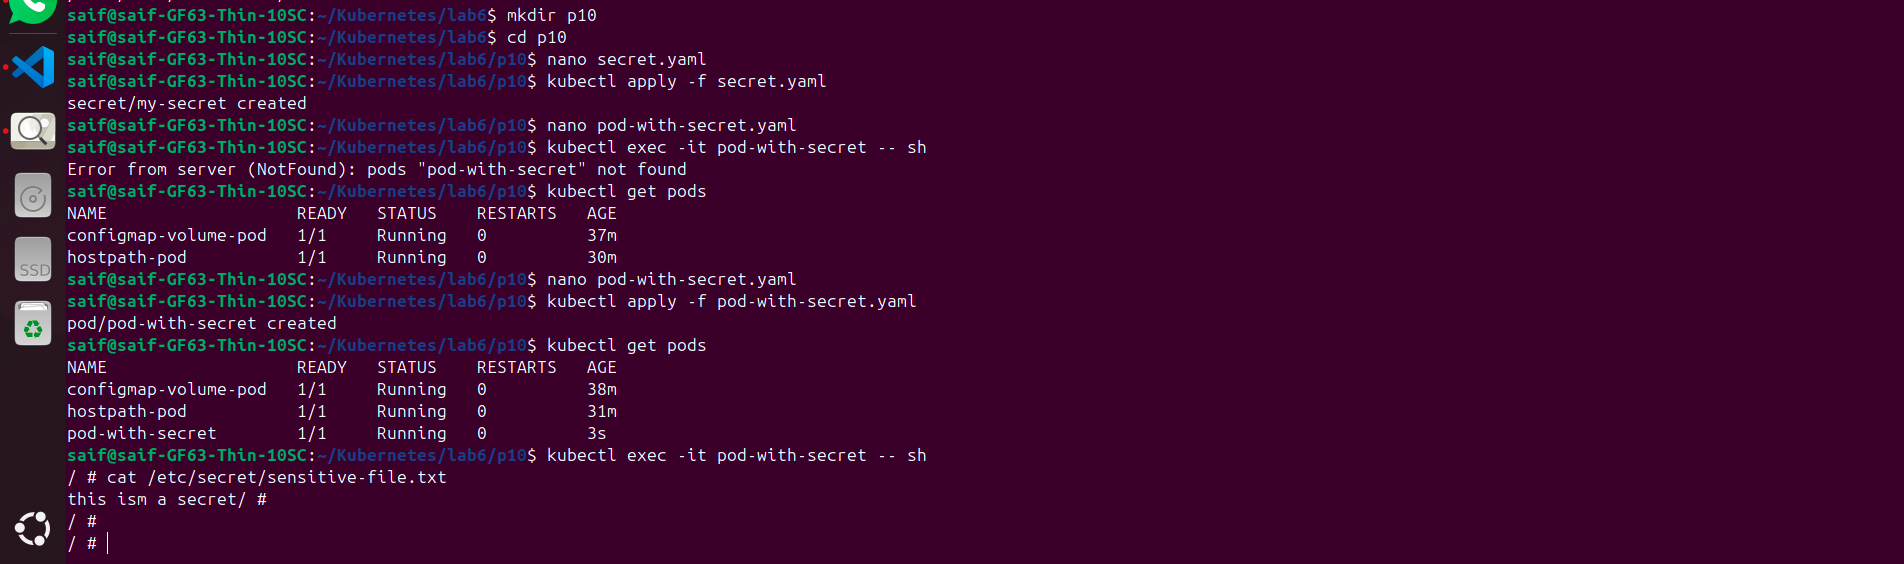 saif@saif-GF63-Thin-10SC:~/Kubernetes/lab6$ mkdir p10
saif@saif-GF63-Thin-10SC:~/Kubernetes/lab6$ cd p10
saif@saif-GF63-Thin-10SC:~/Kubernetes/lab6/p10$ nano secret.yaml
saif@saif-GF63-Thin-10SC:~/Kubernetes/lab6/p10$ kubectl apply -f secret.yaml
secret/my-secret created
saif@saif-GF63-Thin-10SC:~/Kubernetes/lab6/p10$ nano pod-with-secret.yaml
saif@saif-GF63-Thin-10SC:~/Kubernetes/lab6/p10$ kubectl exec -it pod-with-secret -- sh
Error from server (NotFound): pods "pod-with-secret" not found
saif@saif-GF63-Thin-10SC:~/Kubernetes/lab6/p10$ kubectl get pods
NAME                   READY   STATUS    RESTARTS   AGE
configmap-volume-pod   1/1     Running   0          37m
hostpath-pod           1/1     Running   0          30m
saif@saif-GF63-Thin-10SC:~/Kubernetes/lab6/p10$ nano pod-with-secret.yaml
saif@saif-GF63-Thin-10SC:~/Kubernetes/lab6/p10$ kubectl apply -f pod-with-secret.yaml
pod/pod-with-secret created
saif@saif-GF63-Thin-10SC:~/Kubernetes/lab6/p10$ kubectl get pods
NAME                   READY   STATUS    RESTARTS   AGE
configmap-volume-pod   1/1     Running   0          38m
hostpath-pod           1/1     Running   0          31m
pod-with-secret        1/1     Running   0          3s
saif@saif-GF63-Thin-10SC:~/Kubernetes/lab6/p10$ kubectl exec -it pod-with-secret -- sh
/ # cat /etc/secret/sensitive-file.txt
this ism a secret/ #
/ #
/ #
SSD